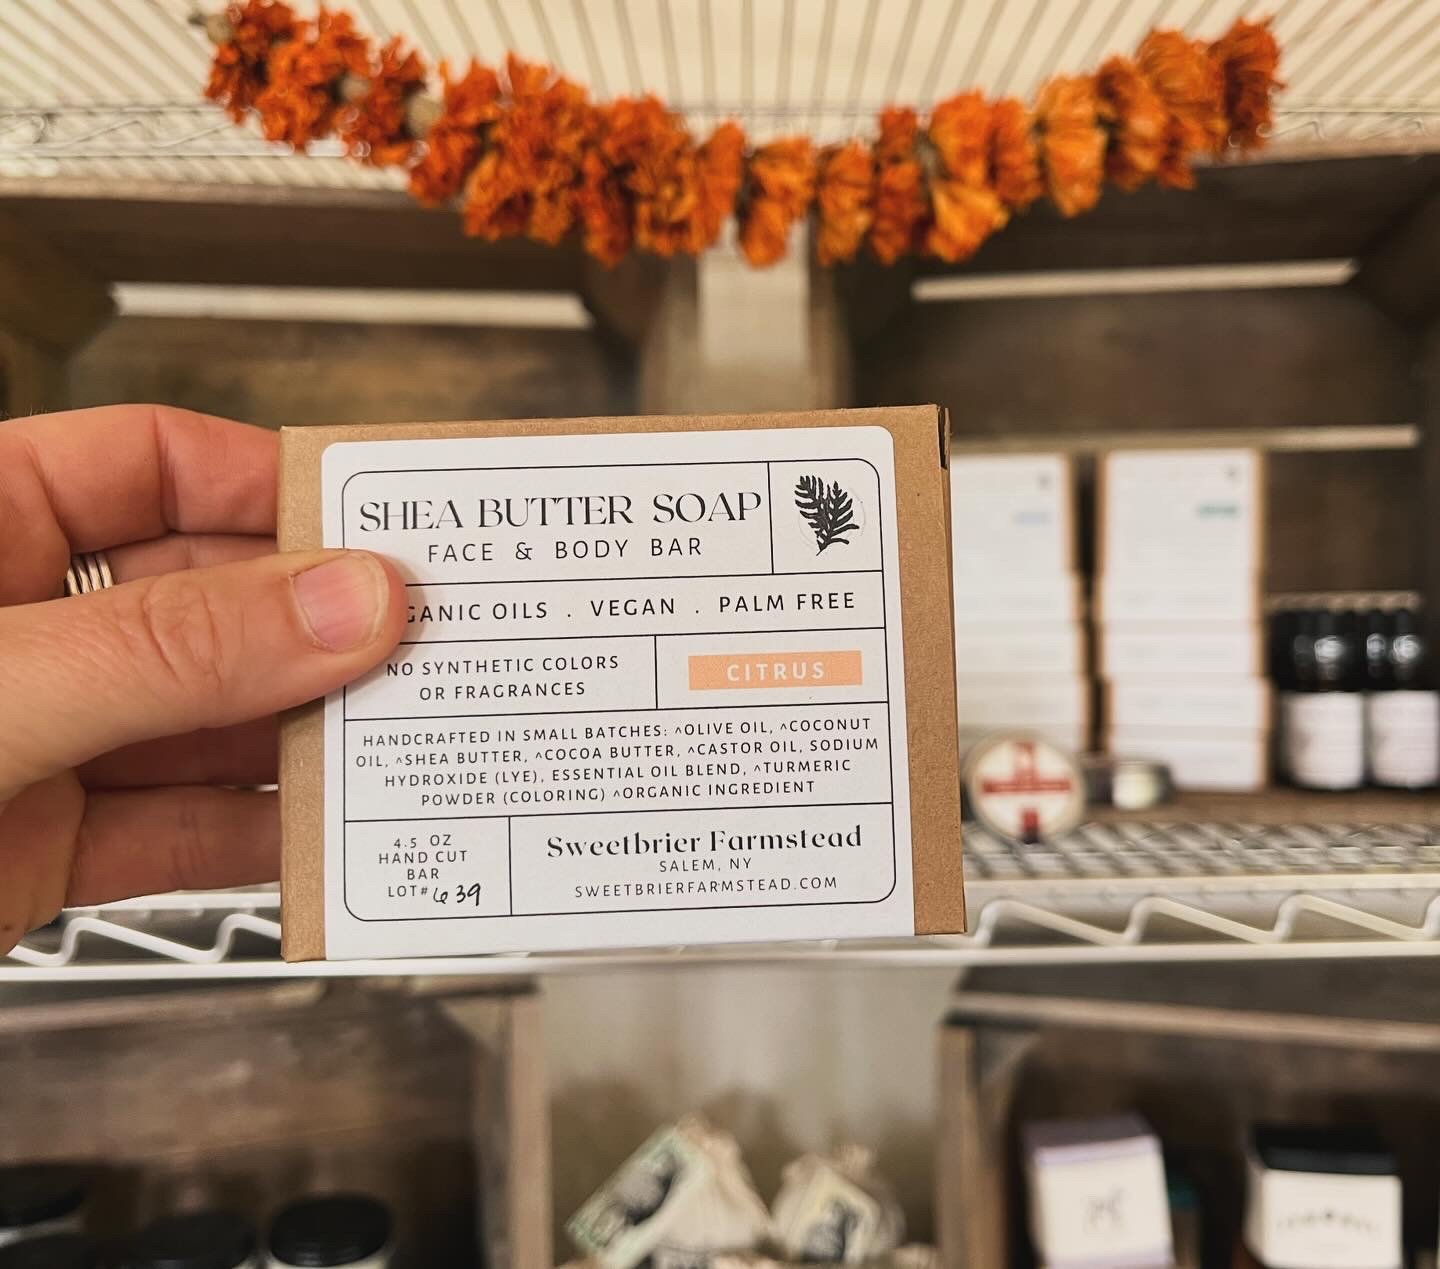 SHEA BUTTER SOAP
FACE & BODY BAR
GANIC OILS . VEGAN . PALM FREE
NO SYNTHETIC COLORS
OR FRAGRANCES
CITRUS
HANDCRAFTED IN SMALL BATCHES: ^OLIVE OIL, ^COCONUT
OIL, ^SHEA BUTTER, ^COCOA BUTTER, ^CASTOR OIL, SODIUM
HYDROXIDE (LYE), ESSENTIAL OIL BLEND, ^TURMERIC
POWDER (COLORING) ^ORGANIC INGREDIENT
4.5 OZ
HAND CUT
BAR
LOT# 639
Sweetbrier Farmstead
SALEM, NY
SWEETBRIERFARMSTEAD.COM